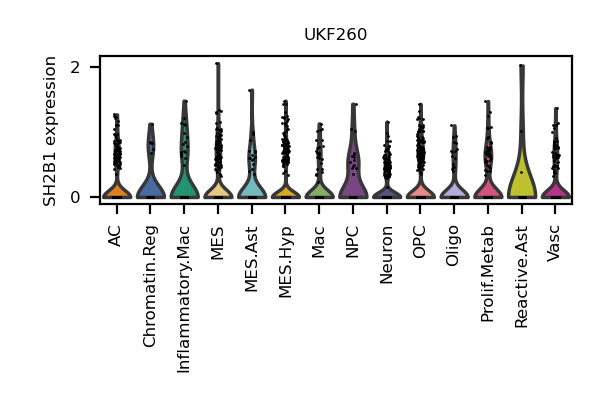 UKF260
SH2B1 expression
2
0
AC
Chromatin.Reg
Inflammatory.Mac
MES
MES.Ast
MES.Hyp
Mac
NPC
Neuron
OPC
Oligo
Prolif.Metab
Reactive.Ast
Vasc